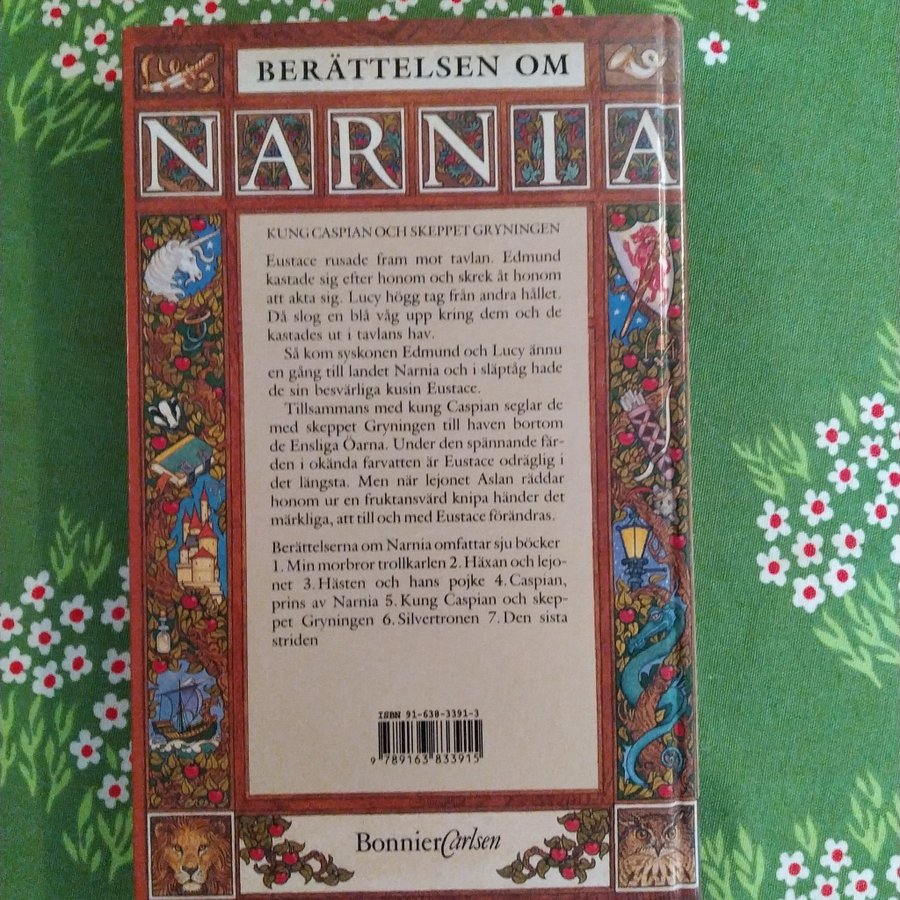 BERÄTTELSEN OM
NARNIA
KUNG CASPIAN OCH SKEPPET GRYNINGEN
Eustace rusade fram mot tavlan. Edmund
kastade sig efter honom och skrek åt honom
att akta sig. Lucy högg tag från andra hållet.
Då slog en blå våg upp kring dem och de
kastades ut i tavlans hav.
Så kom syskonen Edmund och Lucy ännu
en gång till landet Narnia och i släptåg hade
de sin besvärliga kusin Eustace.
Tillsammans med kung Caspian seglar de
med skeppet Gryningen till haven bortom
de Ensliga Öarna. Under den spännande fär-
den i okända farvatten är Eustace odräglig i
det längsta. Men när lejonet Aslan räddar
honom ur en fruktansvärd knipa händer det
märkliga, att till och med Eustace förändras.
Berättelserna om Narnia omfattar sju böcker
1. Min morbror trollkarlen 2. Häxan och lejo-
net 3. Hästen och hans pojke 4. Caspian,
prins av Narnia 5. Kung Caspian och skep-
pet Gryningen 6. Silvertronen 7. Den sista
striden
ISBN 91-638-3391-3
9 789163 833915
BonnierCarlsen